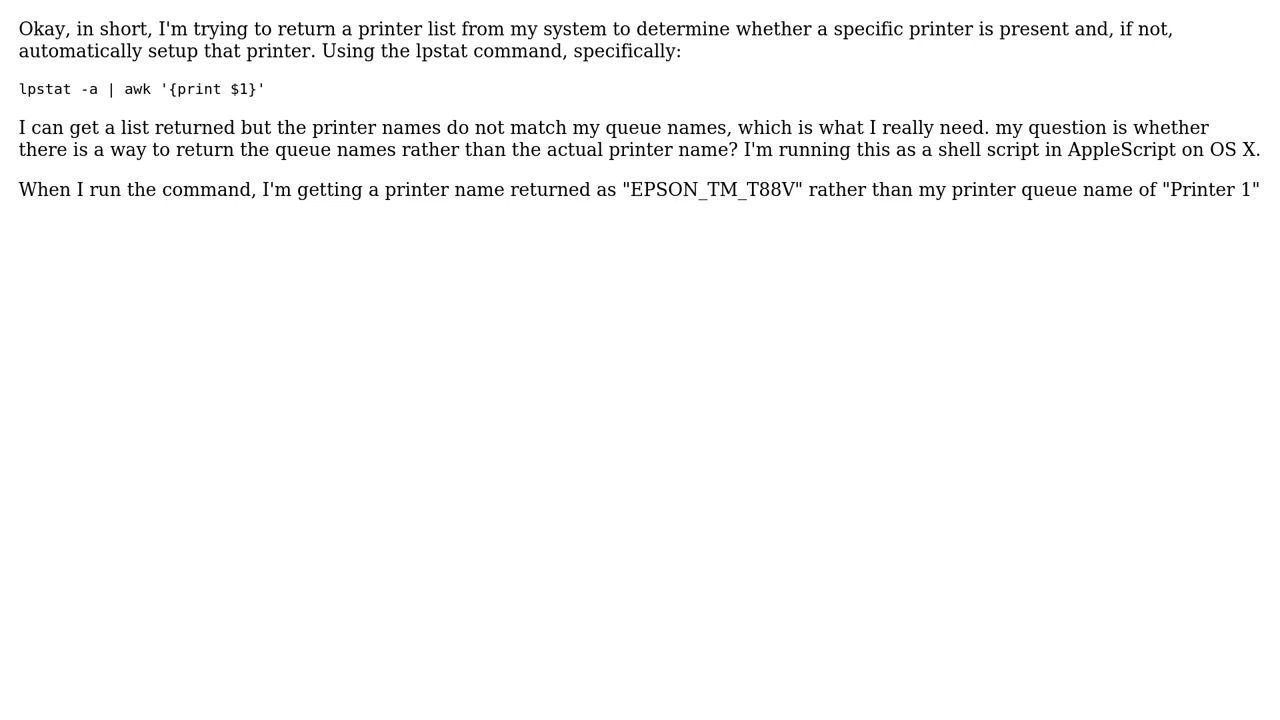 Okay, in short, I'm trying to return a printer list from my system to determine whether a specific printer is present and, if not,
automatically setup that printer. Using the lpstat command, specifically:
lpstat -a | awk '{print $1}'
I can get a list returned but the printer names do not match my queue names, which is what I really need. my question is whether
there is a way to return the queue names rather than the actual printer name? I'm running this as a shell script in AppleScript on OS X.
When I run the command, I'm getting a printer name returned as "EPSON_TM_T88V" rather than my printer queue name of "Printer 1"